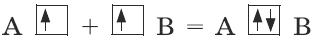 A ↑ + ↑ B = A ↑↓ B